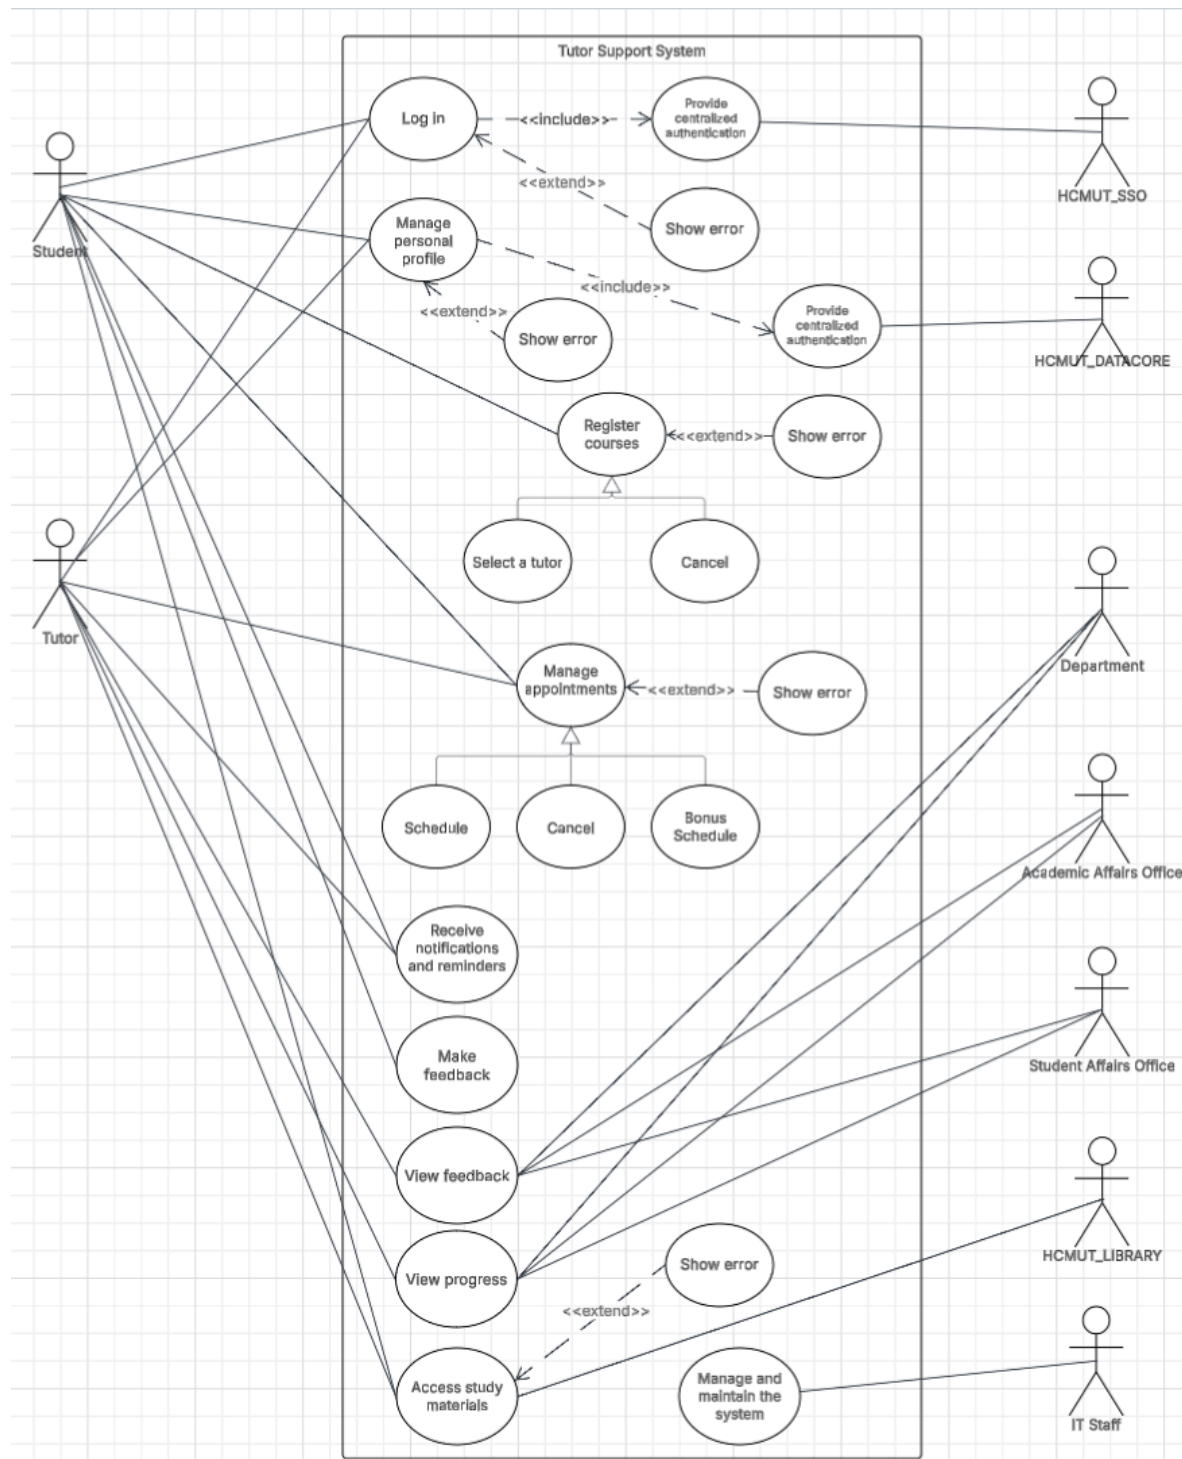 Tutor Support System
Log in
<<include>>
Provide
centralized
authentication
HCMUT_SSO
<<extend>>
Show error
Student
Manage
personal
profile
<<include>>
<<extend>>
Show error
Provide
centralized
authentication
HCMUT_DATACORE
Register
courses
<<extend>>
Show error
Select a tutor
Cancel
Tutor
Department
Manage
appointments
<<extend>>
Show error
Schedule
Cancel
Bonus
Schedule
Academic Affairs Office
Receive
notifications
and reminders
Make
feedback
Student Affairs Office
View feedback
View progress
Show error
HCMUT_LIBRARY
<<extend>>
Access study
materials
Manage and
maintain the
system
IT Staff